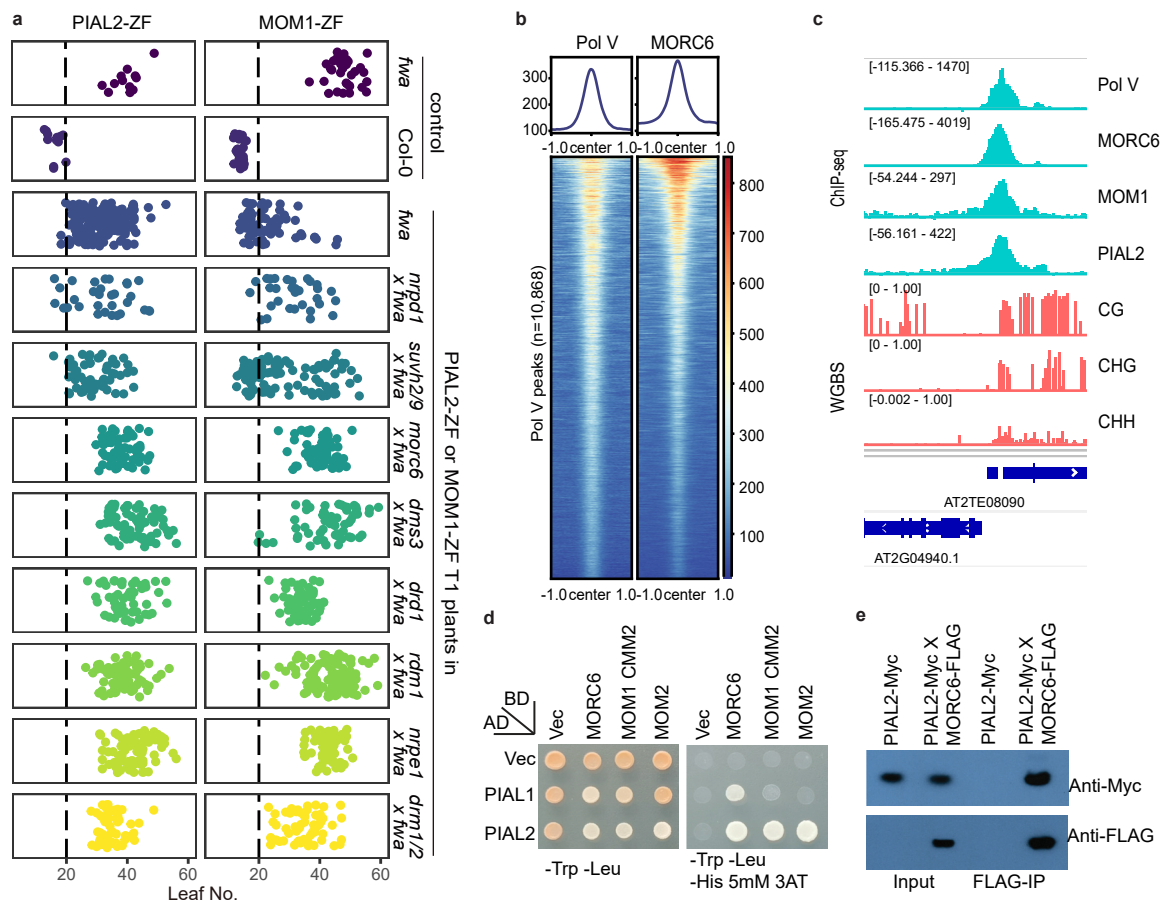 a
PIAL2-ZF
MOM1-ZF
fwa
Col-0
control
fwa
nrpd1
x fwa
suvh2/9
x fwa
morc6
x fwa
dms3
x fwa
drd1
x fwa
rdm1
x fwa
nrpe1
x fwa
drm1/2
x fwa
PIAL2-ZF or MOM1-ZF T1 plants in
20 40 60
20 40 60
Leaf No.
b
Pol V
MORC6
300
200
100
-1.0 center 1.0
-1.0 center 1.0
Pol V peaks (n=10,868)
800
700
600
500
400
300
200
100
-1.0 center 1.0
-1.0 center 1.0
c
ChIP-seq
[-115.366 - 1470]
Pol V
[-165.475 - 4019]
MORC6
[-54.244 - 297]
MOM1
[-56.161 - 422]
PIAL2
WGBS
[0 - 1.00]
CG
[0 - 1.00]
CHG
[-0.002 - 1.00]
CHH
AT2TE08090
AT2G04940.1
d
BD
AD
Vec
MORC6
MOM1 CMM2
MOM2
Vec
MORC6
MOM1 CMM2
MOM2
Vec
PIAL1
PIAL2
-Trp -Leu
-Trp -Leu
-His 5mM 3AT
e
PIAL2-Myc
PIAL2-Myc X
MORC6-FLAG
PIAL2-Myc
PIAL2-Myc X
MORC6-FLAG
Anti-Myc
Anti-FLAG
Input
FLAG-IP